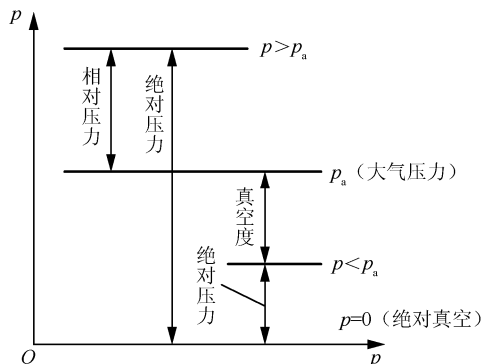 p
p>pa
相对压力
绝对压力
pa（大气压力）
真空度
p<pa
绝对压力
p=0（绝对真空）
O
p